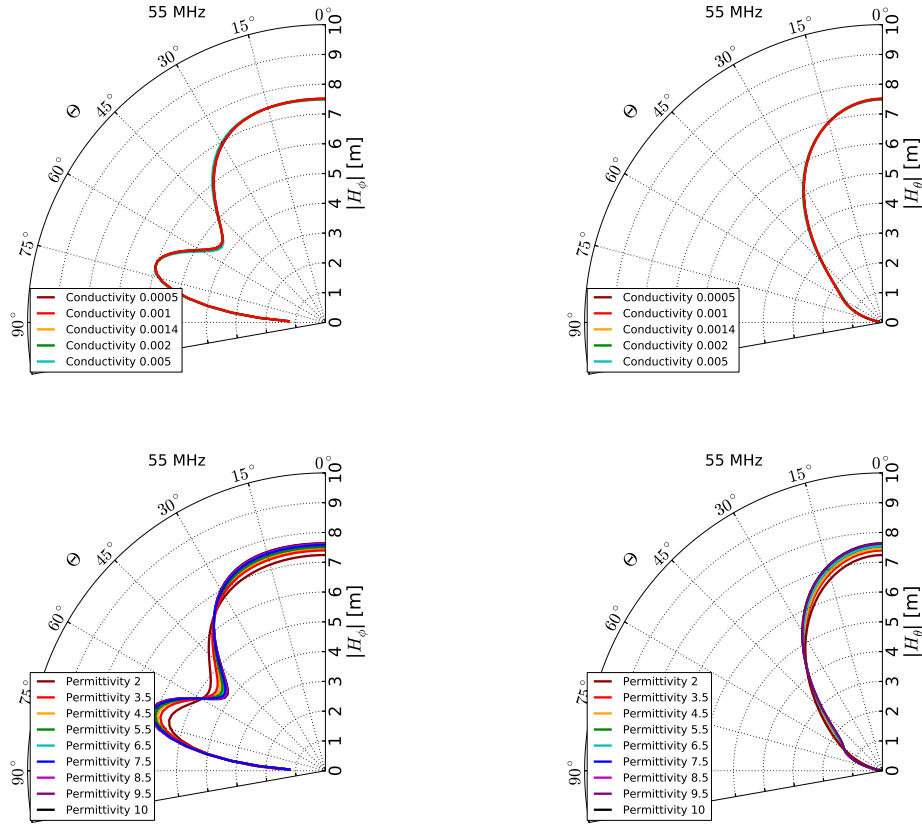 55 MHz
0°
15°
30°
45°
60°
75°
90°
Θ
10
9
8
7
6
5
4
3
2
1
0
|H_ϕ| [m]
Conductivity 0.0005
Conductivity 0.001
Conductivity 0.0014
Conductivity 0.002
Conductivity 0.005
55 MHz
0°
15°
30°
45°
60°
75°
90°
Θ
10
9
8
7
6
5
4
3
2
1
0
|H_θ| [m]
Conductivity 0.0005
Conductivity 0.001
Conductivity 0.0014
Conductivity 0.002
Conductivity 0.005
55 MHz
0°
15°
30°
45°
60°
75°
90°
Θ
10
9
8
7
6
5
4
3
2
1
0
|H_ϕ| [m]
Permittivity 2
Permittivity 3.5
Permittivity 4.5
Permittivity 5.5
Permittivity 6.5
Permittivity 7.5
Permittivity 8.5
Permittivity 9.5
Permittivity 10
55 MHz
0°
15°
30°
45°
60°
75°
90°
Θ
10
9
8
7
6
5
4
3
2
1
0
|H_θ| [m]
Permittivity 2
Permittivity 3.5
Permittivity 4.5
Permittivity 5.5
Permittivity 6.5
Permittivity 7.5
Permittivity 8.5
Permittivity 9.5
Permittivity 10